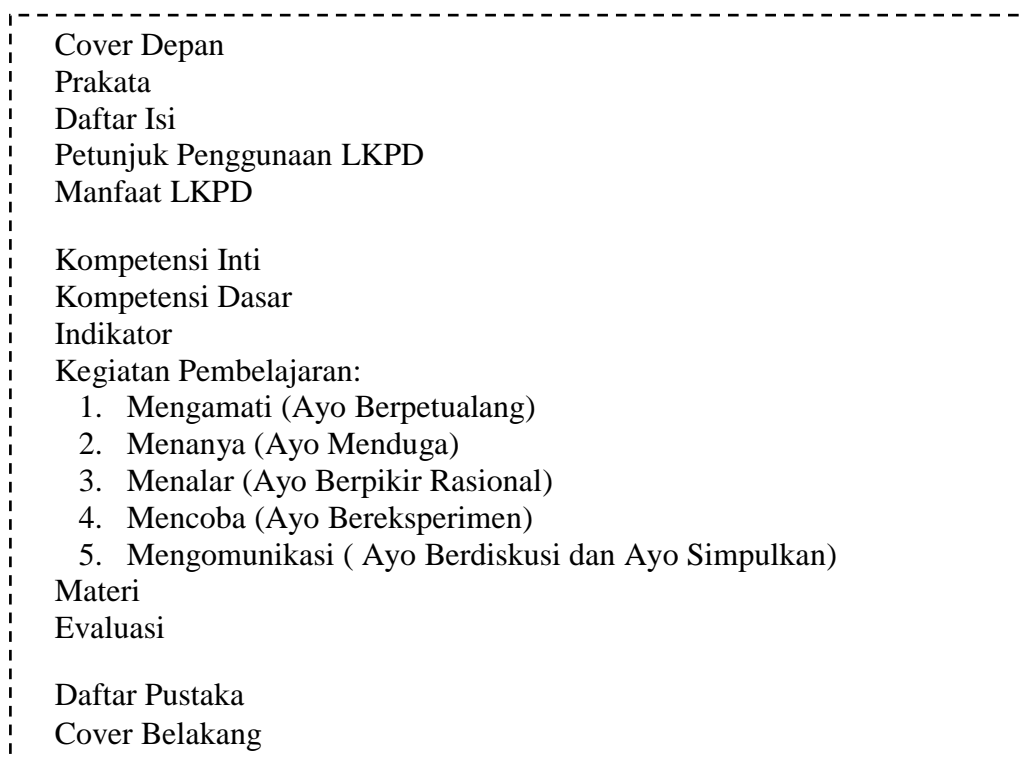 Cover Depan
Prakata
Daftar Isi
Petunjuk Penggunaan LKPD
Manfaat LKPD
Kompetensi Inti
Kompetensi Dasar
Indikator
Kegiatan Pembelajaran:
1. Mengamati (Ayo Berpetualang)
2. Menanya (Ayo Menduga)
3. Menalar (Ayo Berpikir Rasional)
4. Mencoba (Ayo Bereksperimen)
5. Mengomunikasi ( Ayo Berdiskusi dan Ayo Simpulkan)
Materi
Evaluasi
Daftar Pustaka
Cover Belakang